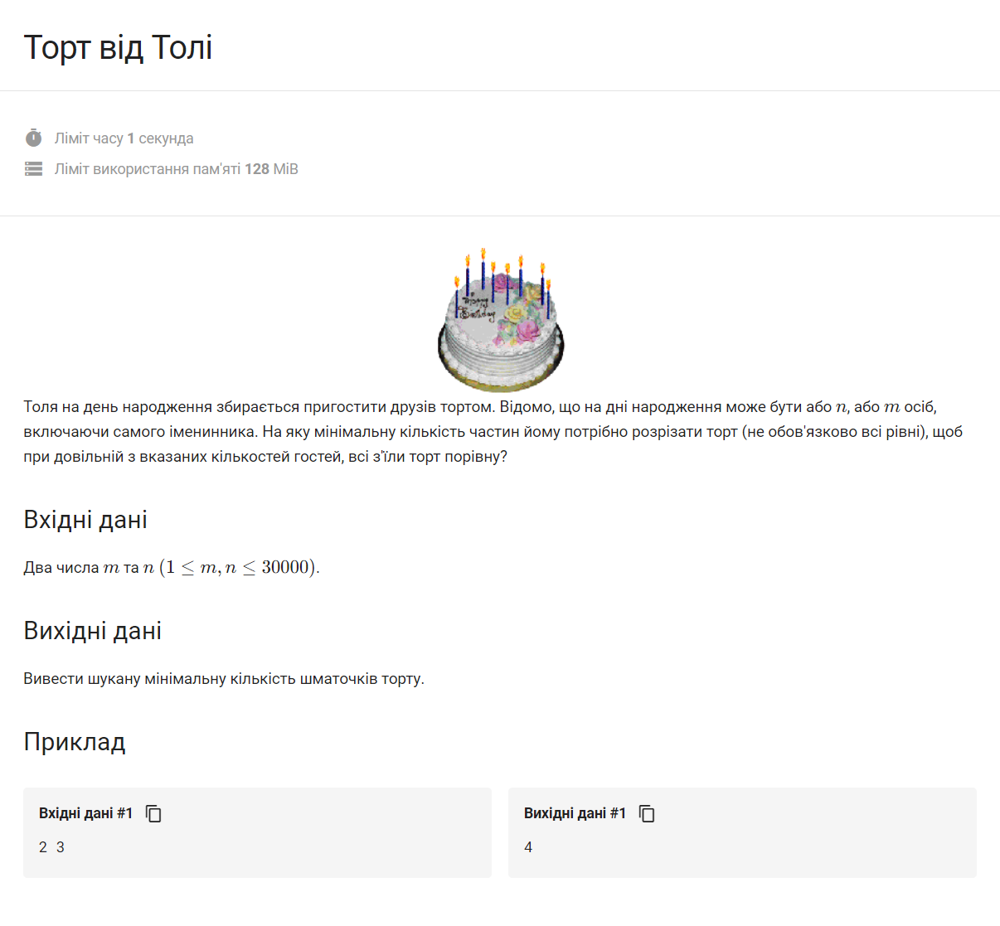 Торт від Толі
Ліміт часу 1 секунда
Ліміт використання пам'яті 128 MiB
Happy
Birthday
Толя на день народження збирається пригостити друзів тортом. Відомо, що на дні народження може бути або n, або m осіб,
включаючи самого іменинника. На яку мінімальну кількість частин йому потрібно розрізати торт (не обов'язково всі рівні), щоб
при довільній з вказаних кількостей гостей, всі з'їли торт порівну?
Вхідні дані
Два числа m та n (1 ≤ m, n ≤ 30000).
Вихідні дані
Вивести шукану мінімальну кількість шматочків торту.
Приклад
Вхідні дані #1
2 3
Вихідні дані #1
4